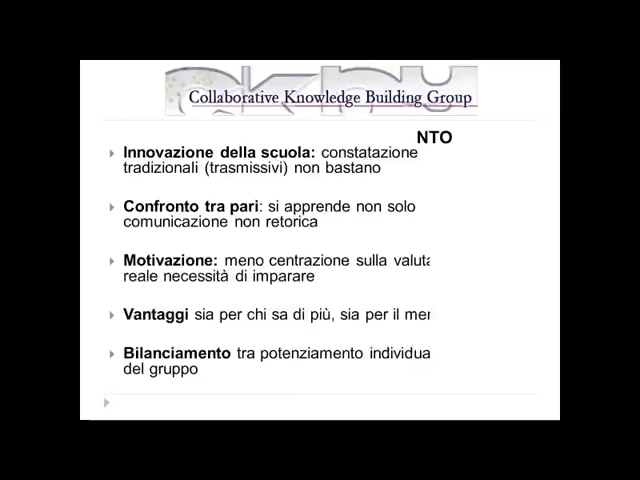 Collaborative Knowledge Building Group
NTO
Innovazione della scuola: constatazione
tradizionali (trasmissivi) non bastano
Confronto tra pari: si apprende non solo
comunicazione non retorica
Motivazione: meno centrazione sulla valuta
reale necessità di imparare
Vantaggi sia per chi sa di più, sia per il mer
Bilanciamento tra potenziamento individua
del gruppo